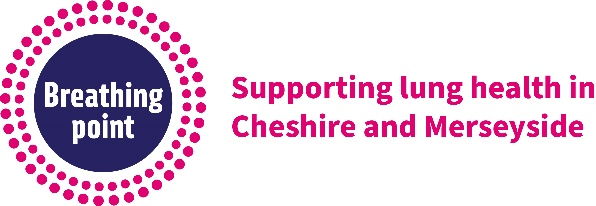 Breathing
point
Supporting lung health in
Cheshire and Merseyside